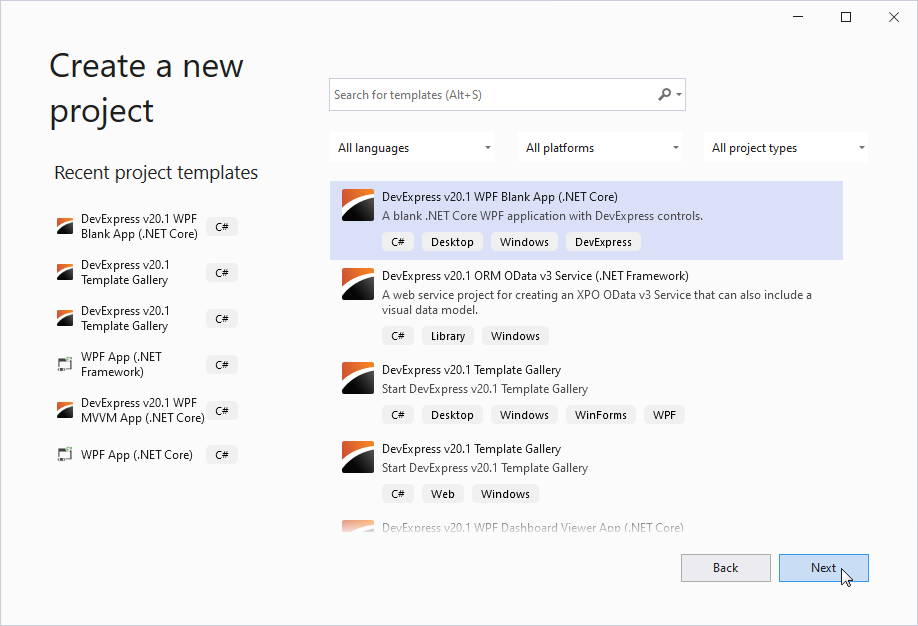 Create a new
project
Recent project templates
DevExpress v20.1 WPF
Blank App (.NET Core)
C#
DevExpress v20.1
Template Gallery
C#
DevExpress v20.1
Template Gallery
C#
WPF App (.NET
Framework)
C#
DevExpress v20.1 WPF
MVVM App (.NET Core)
C#
WPF App (.NET Core)
C#
Search for templates (Alt+S)
All languages
All platforms
All project types
DevExpress v20.1 WPF Blank App (.NET Core)
A blank .NET Core WPF application with DevExpress controls.
C# Desktop Windows DevExpress
DevExpress v20.1 ORM OData v3 Service (.NET Framework)
A web service project for creating an XPO OData v3 Service that can also include a
visual data model.
C# Library Windows
DevExpress v20.1 Template Gallery
Start DevExpress v20.1 Template Gallery
C# Desktop Windows WinForms WPF
DevExpress v20.1 Template Gallery
Start DevExpress v20.1 Template Gallery
C# Web Windows
DevExpress v20.1 WPF Dashboard Viewer App (.NET Core)
Back
Next